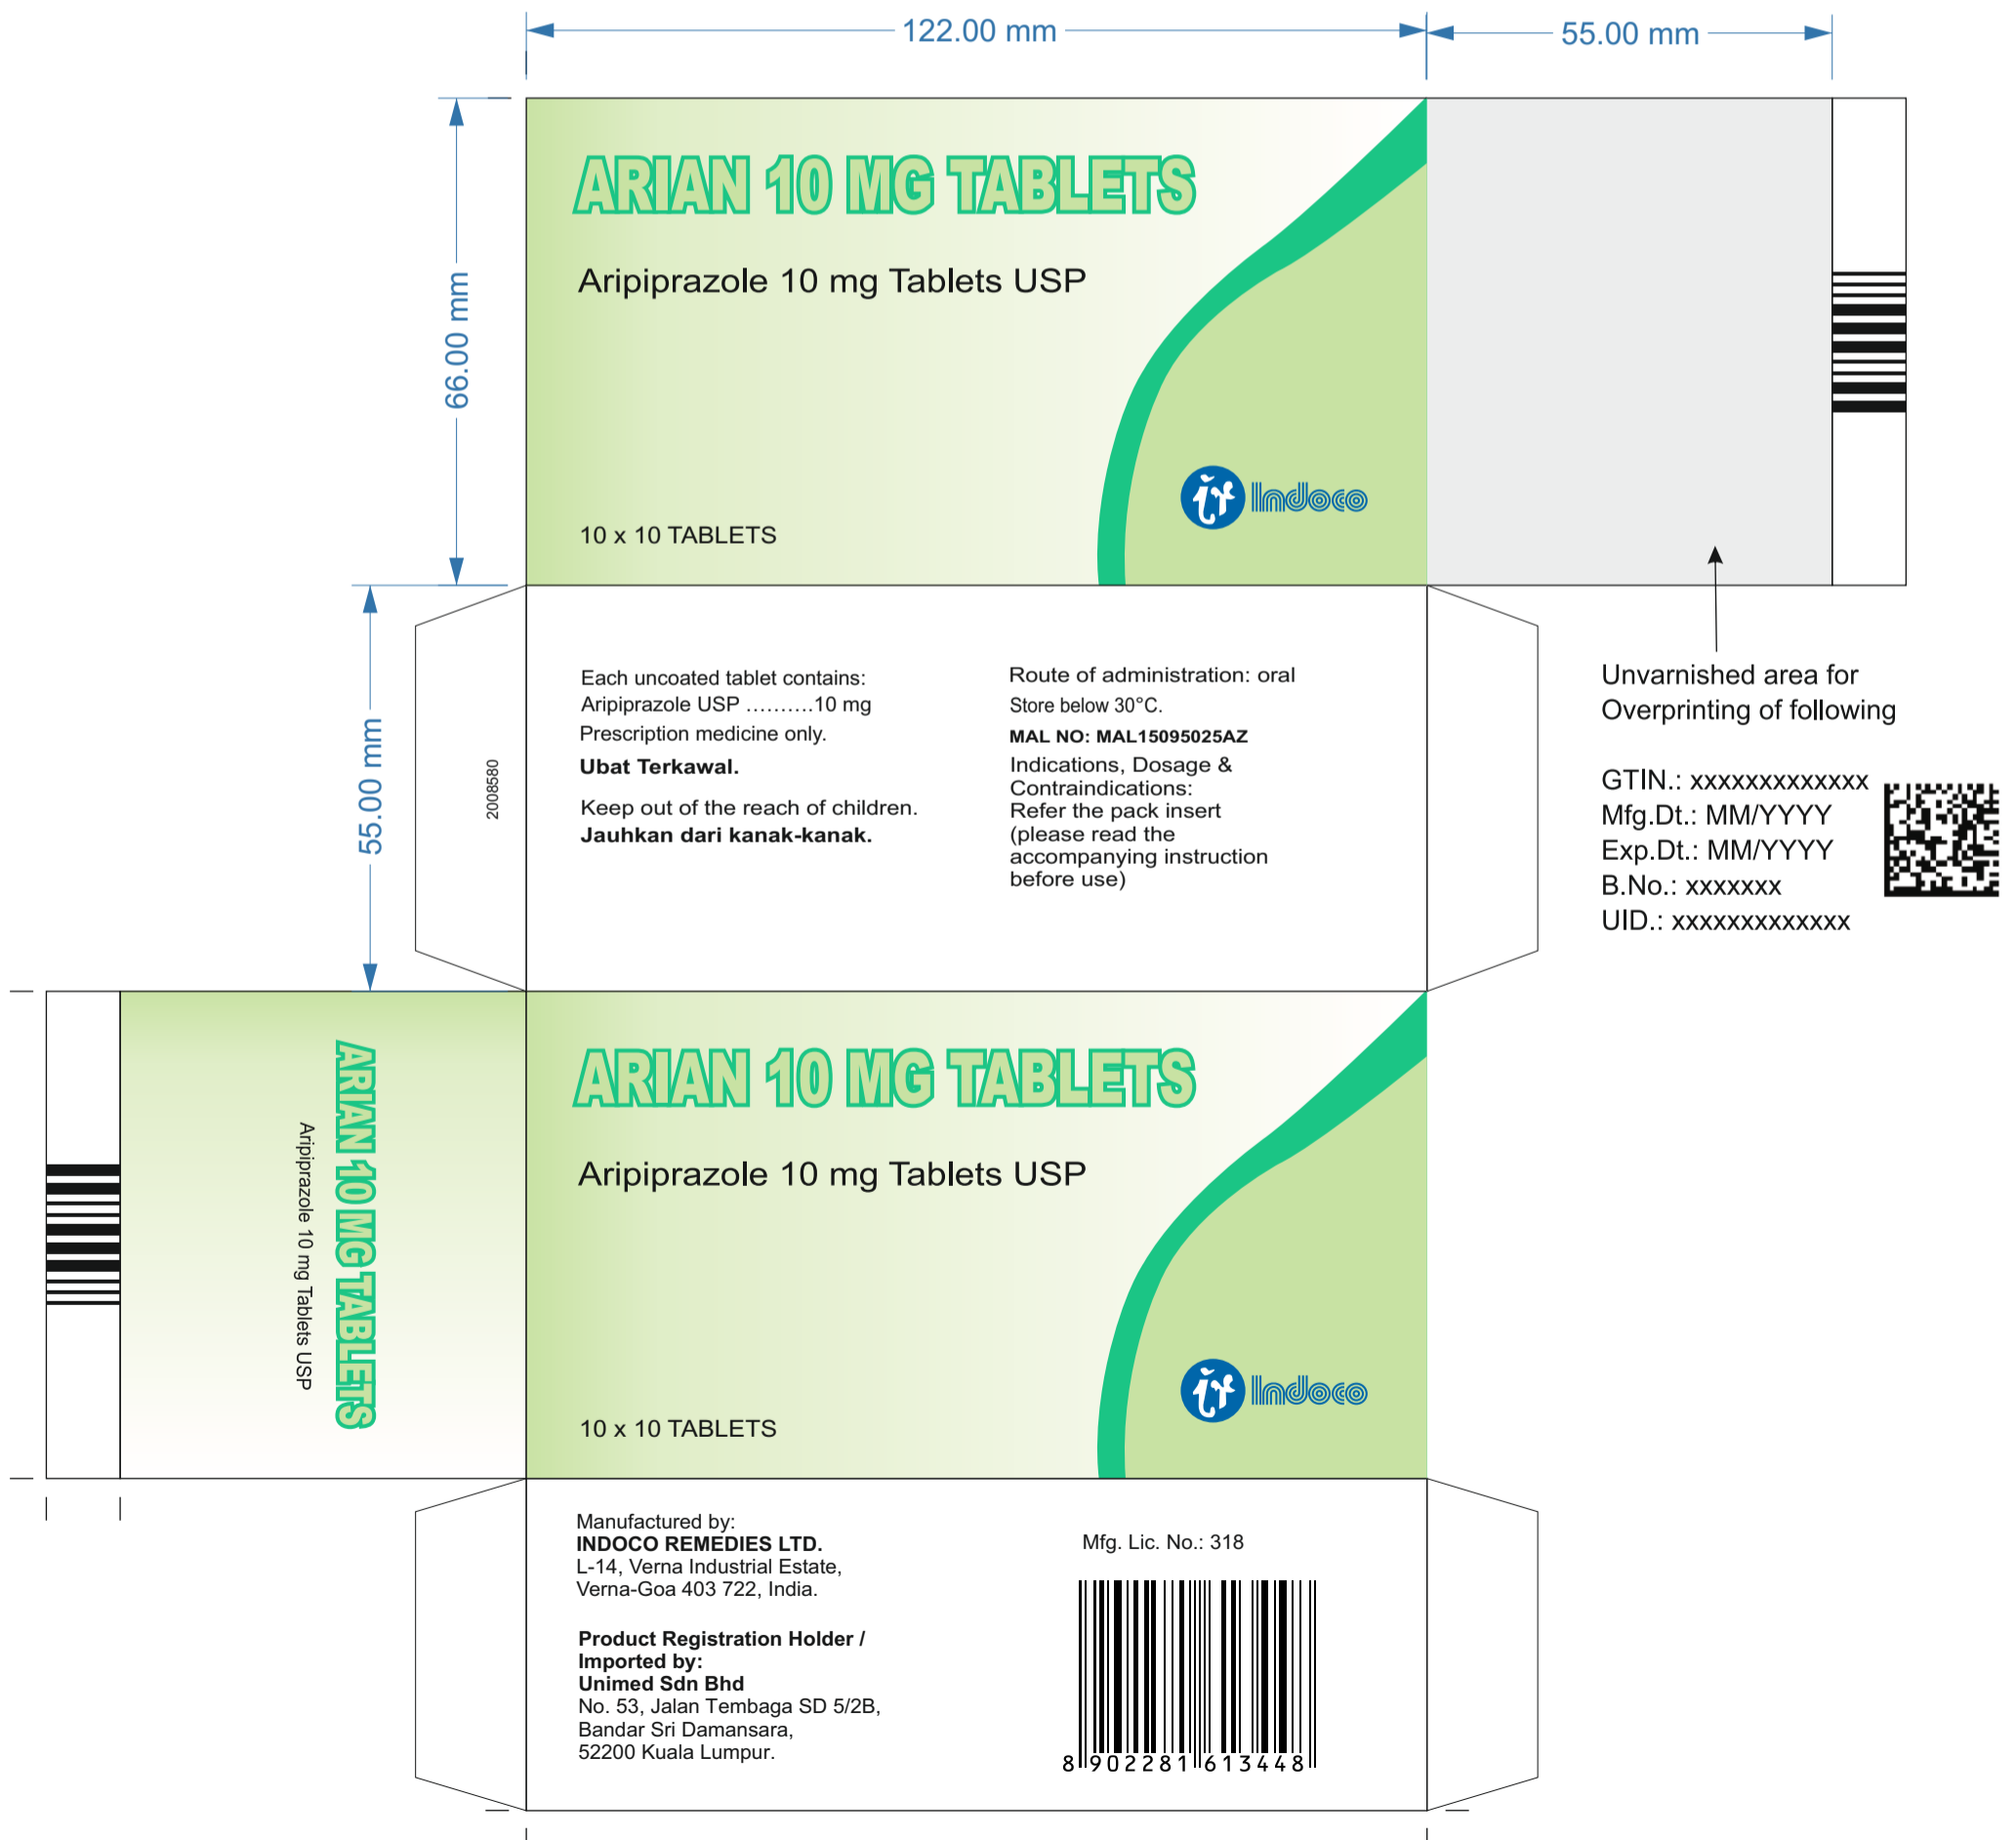 122.00 mm
55.00 mm
66.00 mm
ARIAN 10 MG TABLETS
Aripiprazole 10 mg Tablets USP
Indoco
10 x 10 TABLETS
55.00 mm
2008580
Each uncoated tablet contains:
Aripiprazole USP ..........10 mg
Prescription medicine only.
Ubat Terkawal.
Keep out of the reach of children.
Jauhkan dari kanak-kanak.
Route of administration: oral
Store below 30°C.
MAL NO: MAL15095025AZ
Indications, Dosage &
Contraindications:
Refer the pack insert
(please read the
accompanying instruction
before use)
Unvarnished area for
Overprinting of following
GTIN.: xxxxxxxxxxxxx
Mfg.Dt.: MM/YYYY
Exp.Dt.: MM/YYYY
B.No.: xxxxxxx
UID.: xxxxxxxxxxxxx
ARIAN 10 MG TABLETS
Aripiprazole 10 mg Tablets USP
ARIAN 10 MG TABLETS
Aripiprazole 10 mg Tablets USP
Indoco
10 x 10 TABLETS
Manufactured by:
INDOCO REMEDIES LTD.
L-14, Verna Industrial Estate,
Verna-Goa 403 722, India.
Product Registration Holder /
Imported by:
Unimed Sdn Bhd
No. 53, Jalan Tembaga SD 5/2B,
Bandar Sri Damansara,
52200 Kuala Lumpur.
Mfg. Lic. No.: 318
8 902281 613448